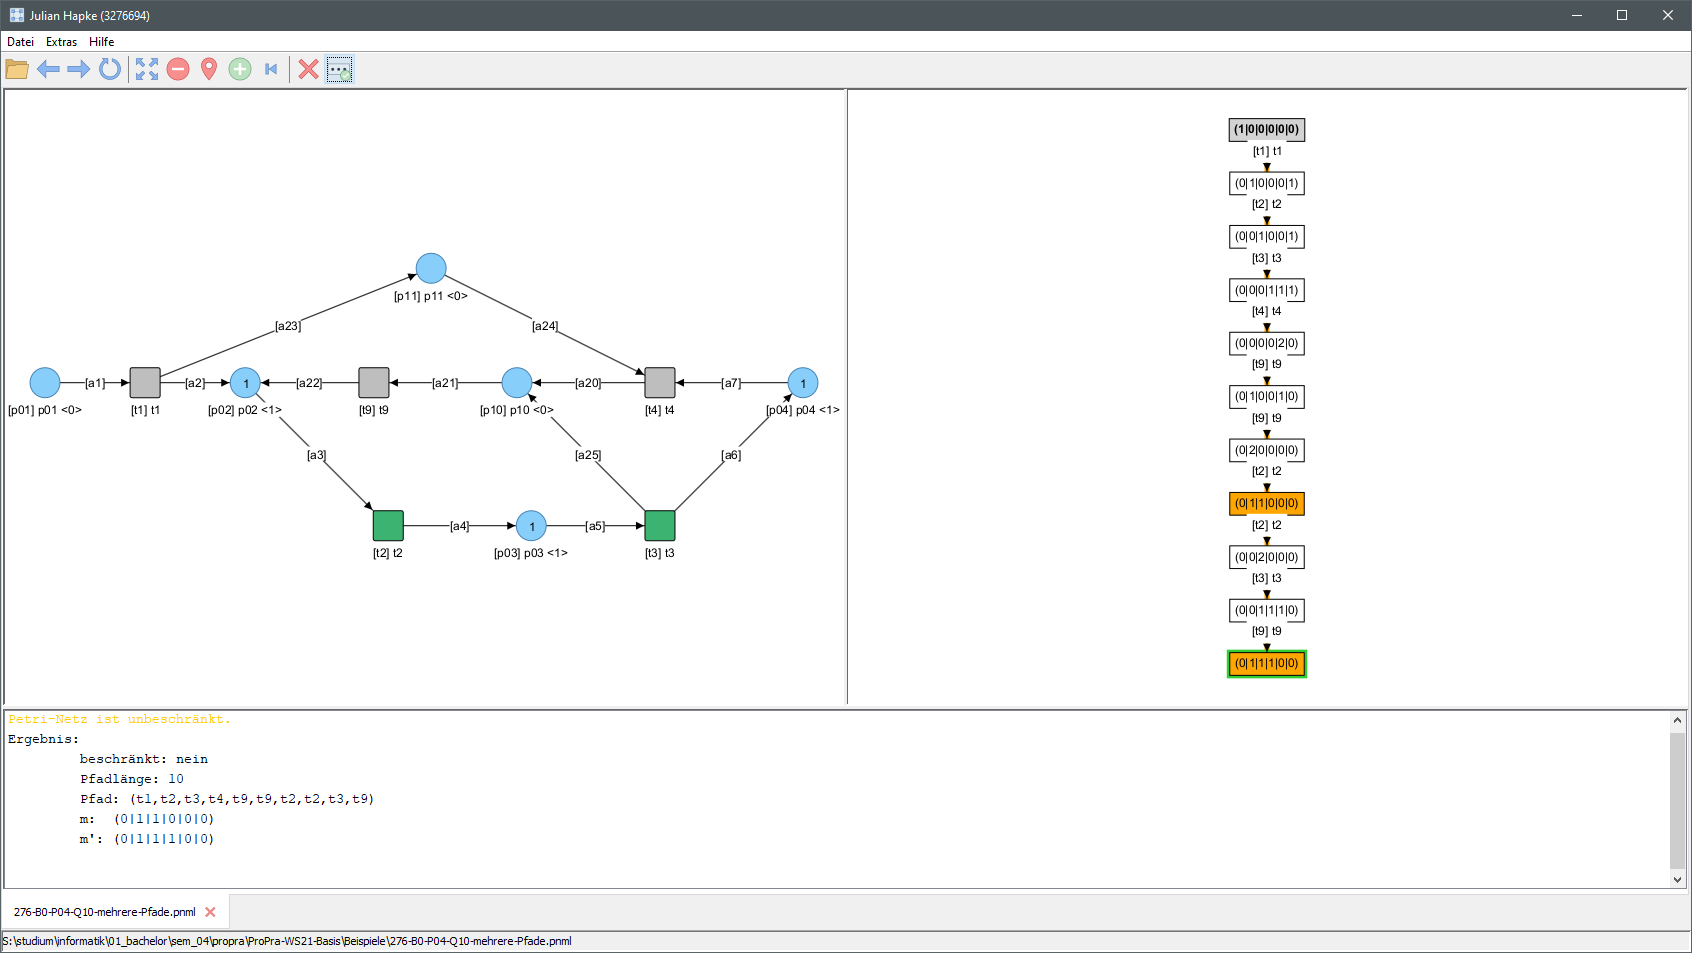 Julian Hapke (3276694)
Datei Extras Hilfe
[p11] p11 <0>
[a23] [a24]
[a1] [a2] [a22] [a21] [a20] [a7]
1 1
[p01] p01 <0> [t1] t1 [p02] p02 <1> [t9] t9 [p10] p10 <0> [t4] t4 [p04] p04 <1>
[a3] [a25] [a6]
[a4] 1 [a5]
[t2] t2 [p03] p03 <1> [t3] t3
(1|0|0|0|0|0)
[t1] t1
(0|1|0|0|0|1)
[t2] t2
(0|0|1|0|0|1)
[t3] t3
(0|0|0|1|1|1)
[t4] t4
(0|0|0|0|2|0)
[t9] t9
(0|1|0|0|1|0)
[t9] t9
(0|2|0|0|0|0)
[t2] t2
(0|1|1|0|0|0)
[t2] t2
(0|0|2|0|0|0)
[t3] t3
(0|0|1|1|1|0)
[t9] t9
(0|1|1|1|0|0)
Petri-Netz ist unbeschränkt.
Ergebnis:
beschränkt: nein
Pfadlänge: 10
Pfad: (t1,t2,t3,t4,t9,t9,t2,t2,t3,t9)
m: (0|1|1|0|0|0)
m': (0|1|1|1|0|0)
276-B0-P04-Q10-mehrere-Pfade.pnml
S:\studium\informatik\01_bachelor\sem_04\propra\ProPra-WS21-Basis\Beispiele\276-B0-P04-Q10-mehrere-Pfade.pnml